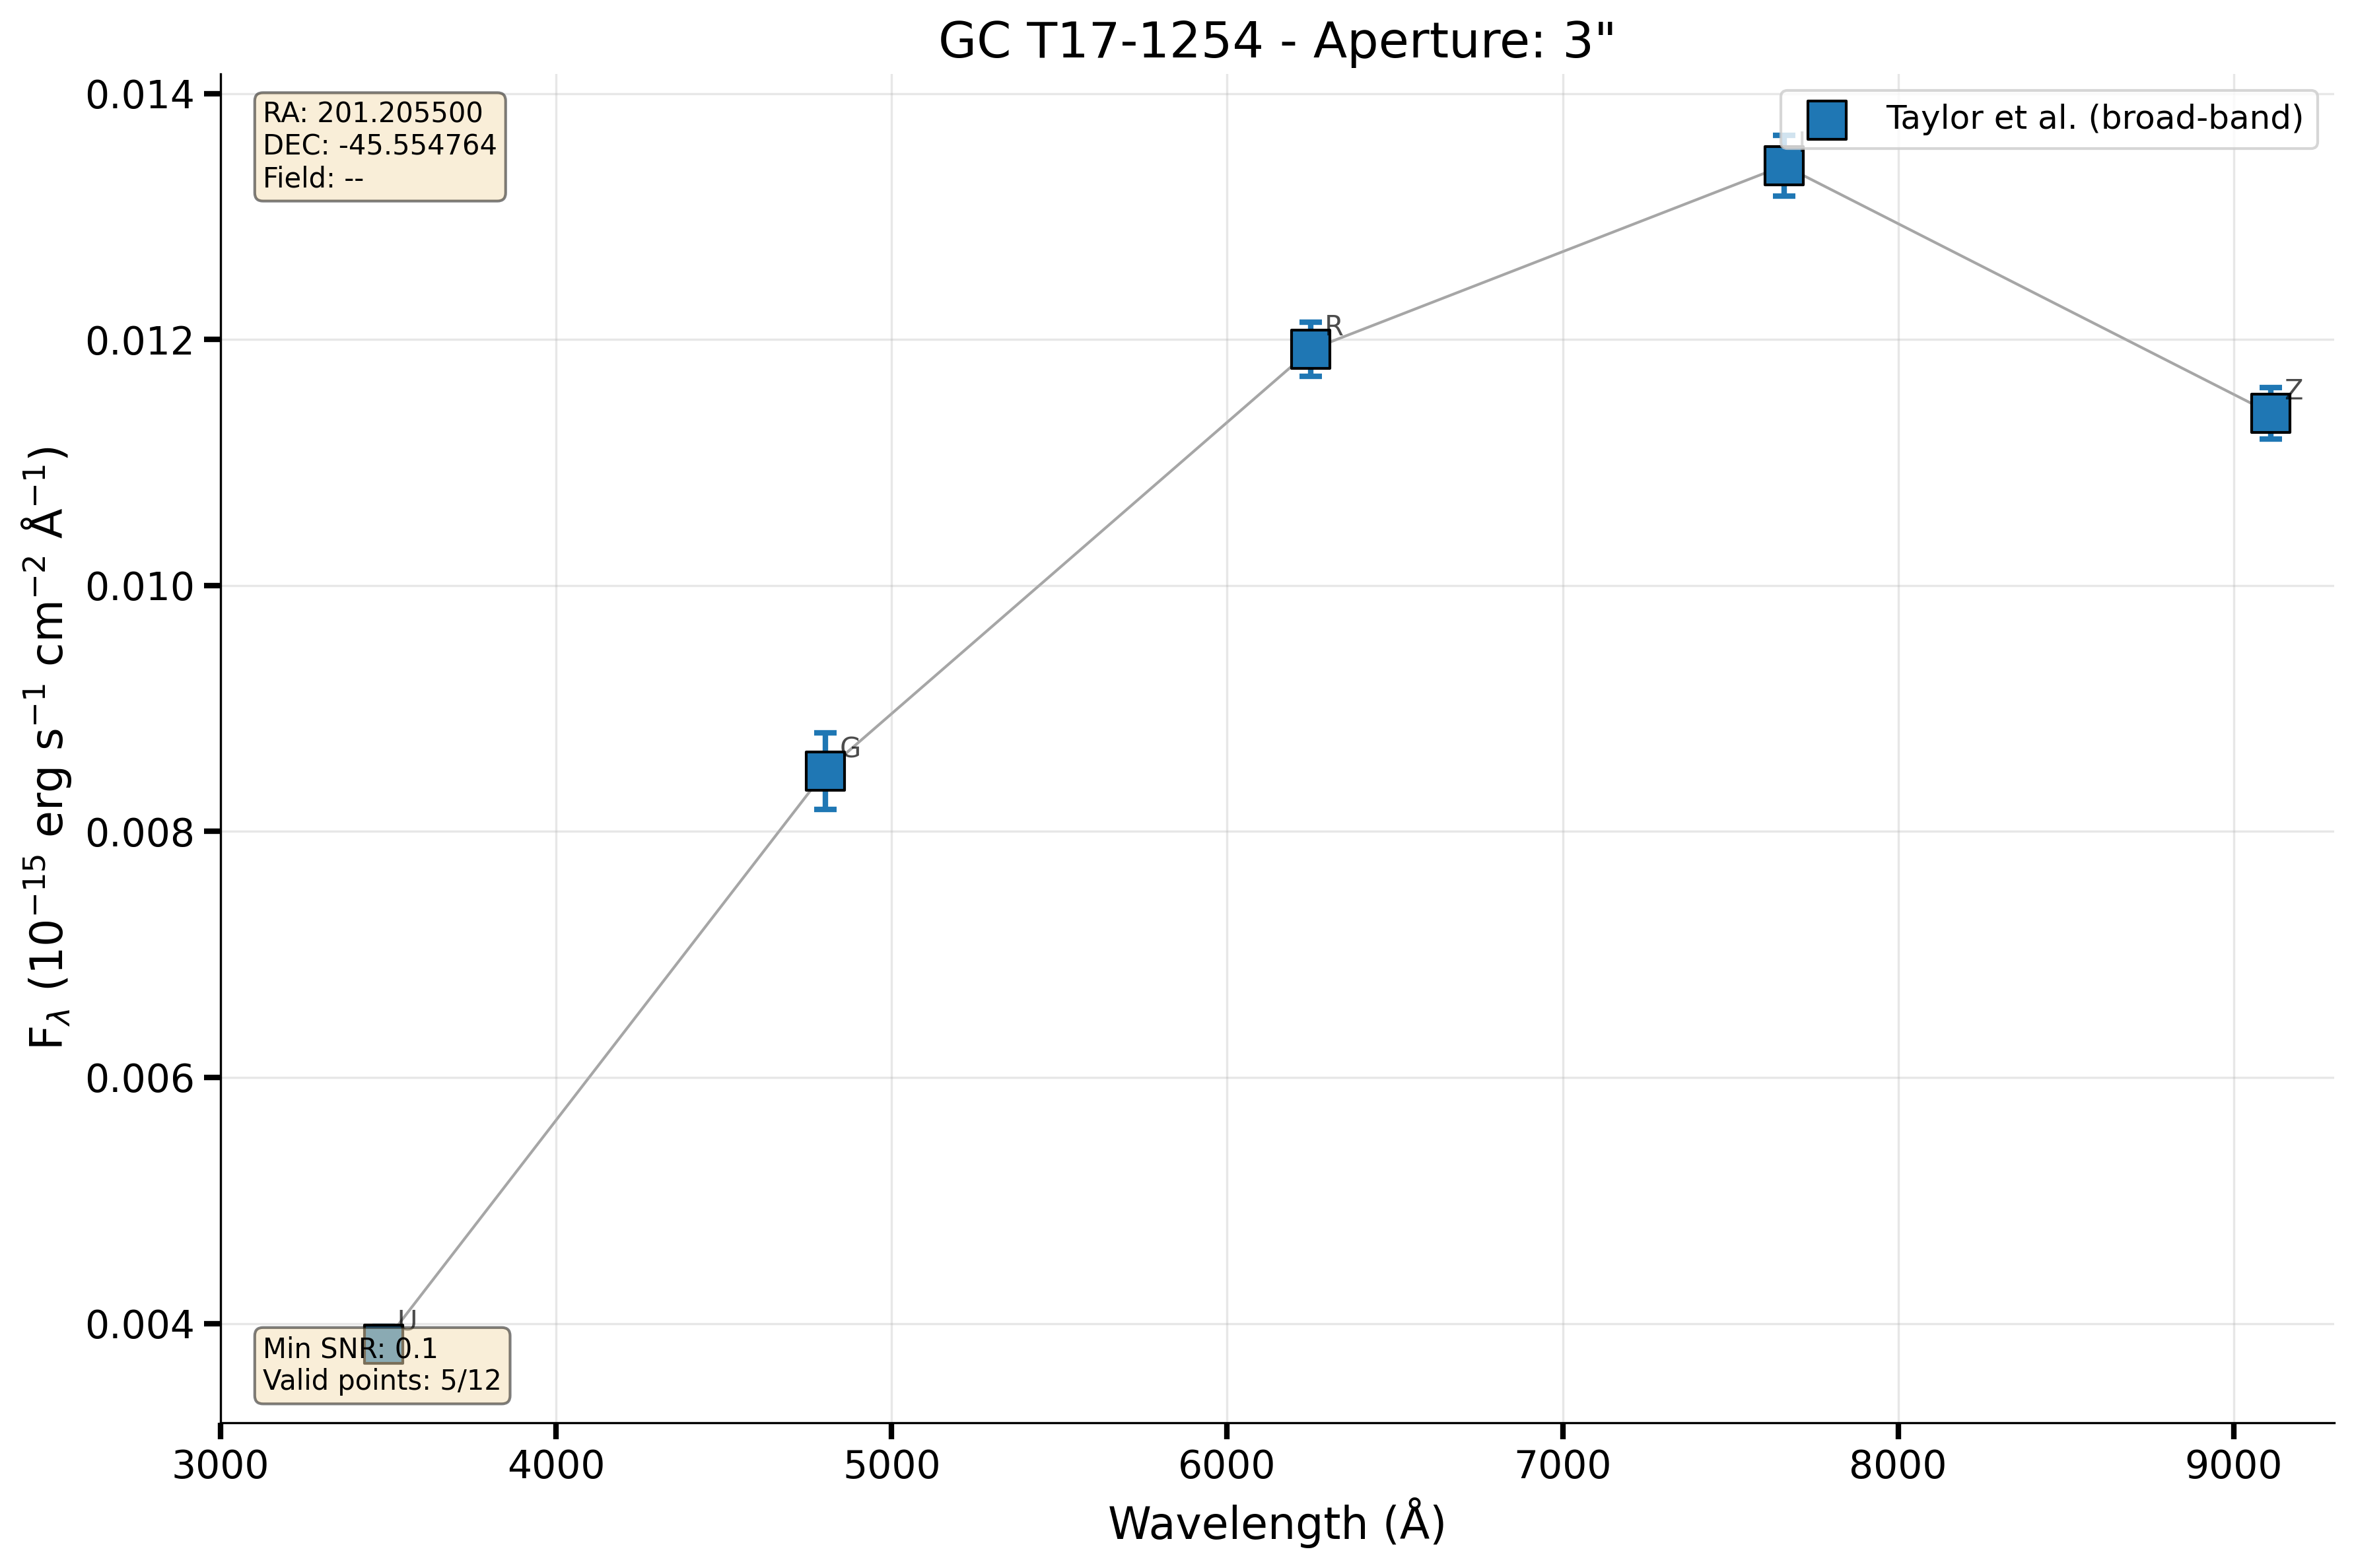 GC T17-1254 - Aperture: 3"
RA: 201.205500
DEC: -45.554764
Field: --
Taylor et al. (broad-band)
0.014
0.012
0.010
0.008
0.006
0.004
F_λ (10⁻¹⁵ erg s⁻¹ cm⁻² Å⁻¹)
U
G
R
I
Z
Min SNR: 0.1
Valid points: 5/12
3000 4000 5000 6000 7000 8000 9000
Wavelength (Å)